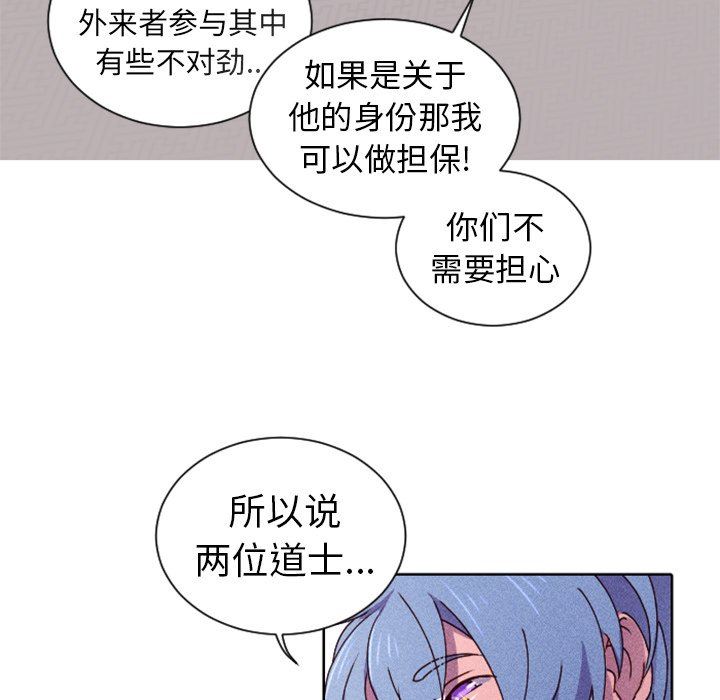 外来者参与其中
有些不对劲..
如果是关于
他的身份那我
可以做担保!
你们不
需要担心
所以说
两位道士...